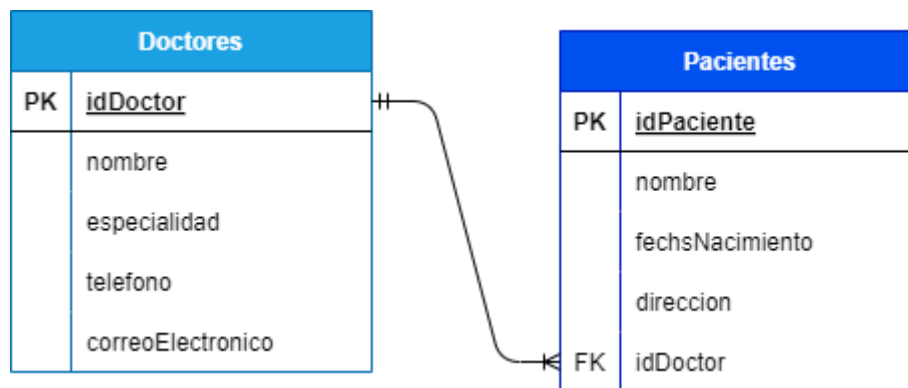 Doctores
PK idDoctor
nombre
especialidad
telefono
correoElectronico
Pacientes
PK idPaciente
nombre
fechsNacimiento
direccion
FK idDoctor